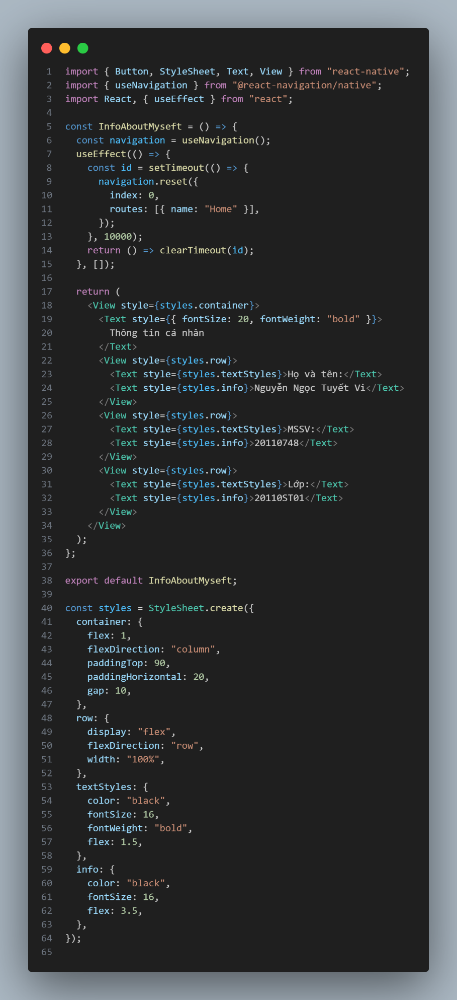 1 import { Button, StyleSheet, Text, View } from "react-native";
2 import { useNavigation } from "@react-navigation/native";
3 import React, { useEffect } from "react";
4
5 const InfoAboutMyseft = () => {
6   const navigation = useNavigation();
7   useEffect(() => {
8     const id = setTimeout(() => {
9       navigation.reset({
10         index: 0,
11         routes: [{ name: "Home" }],
12       });
13     }, 10000);
14     return () => clearTimeout(id);
15   }, []);
16
17   return (
18     <View style={styles.container}>
19       <Text style={{ fontSize: 20, fontWeight: "bold" }}>
20         Thông tin cá nhân
21       </Text>
22       <View style={styles.row}>
23         <Text style={styles.textStyles}>Họ và tên:</Text>
24         <Text style={styles.info}>Nguyễn Ngọc Tuyết Vi</Text>
25       </View>
26       <View style={styles.row}>
27         <Text style={styles.textStyles}>MSSV:</Text>
28         <Text style={styles.info}>20110748</Text>
29       </View>
30       <View style={styles.row}>
31         <Text style={styles.textStyles}>Lớp:</Text>
32         <Text style={styles.info}>20110ST01</Text>
33       </View>
34     </View>
35   );
36 };
37
38 export default InfoAboutMyseft;
39
40 const styles = StyleSheet.create({
41   container: {
42     flex: 1,
43     flexDirection: "column",
44     paddingTop: 90,
45     paddingHorizontal: 20,
46     gap: 10,
47   },
48   row: {
49     display: "flex",
50     flexDirection: "row",
51     width: "100%",
52   },
53   textStyles: {
54     color: "black",
55     fontSize: 16,
56     fontWeight: "bold",
57     flex: 1.5,
58   },
59   info: {
60     color: "black",
61     fontSize: 16,
62     flex: 3.5,
63   },
64 });
65